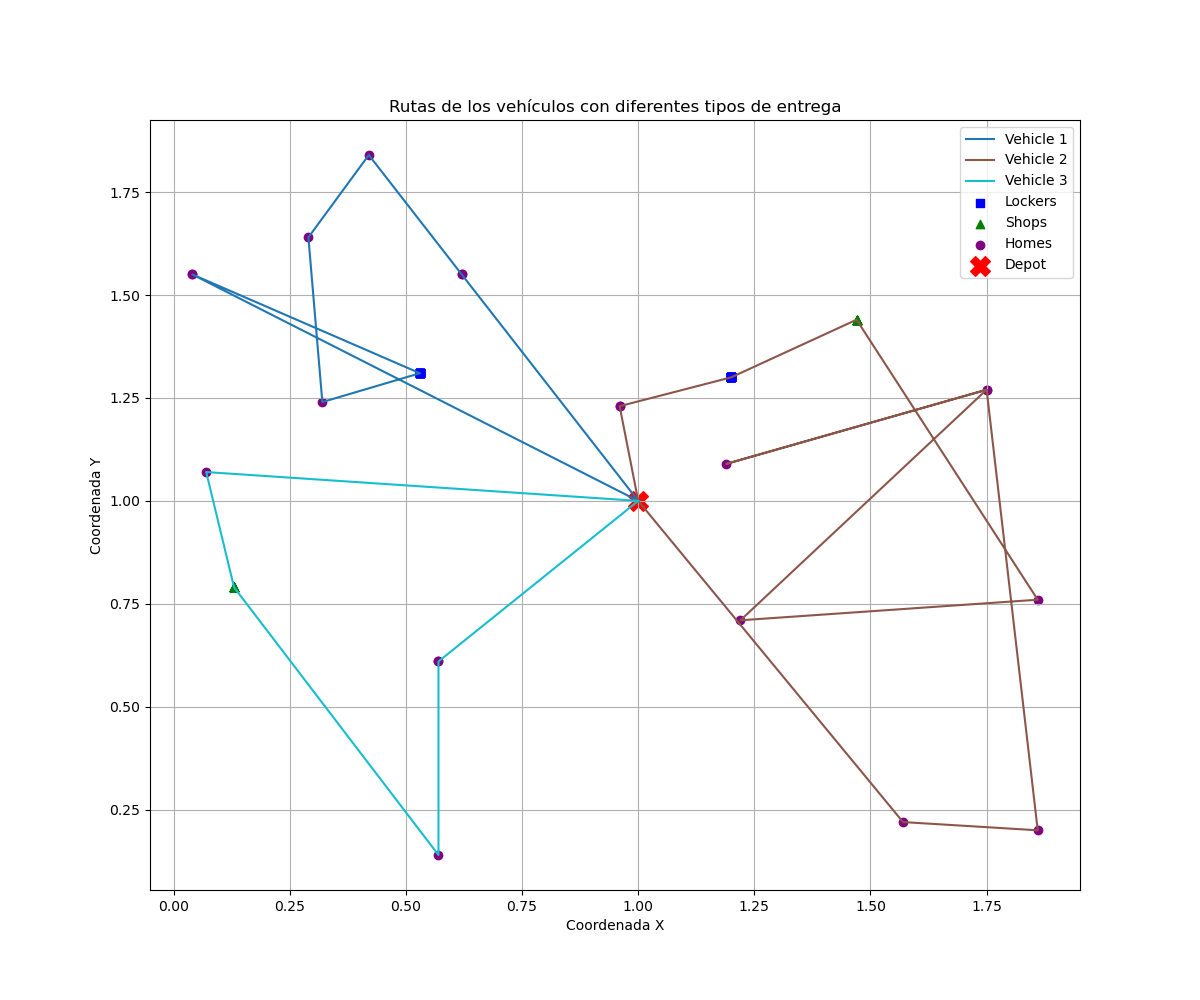 Rutas de los vehículos con diferentes tipos de entrega
Vehicle 1
Vehicle 2
Vehicle 3
Lockers
Shops
Homes
Depot
Coordenada Y
1.75
1.50
1.25
1.00
0.75
0.50
0.25
0.00 0.25 0.50 0.75 1.00 1.25 1.50 1.75
Coordenada X